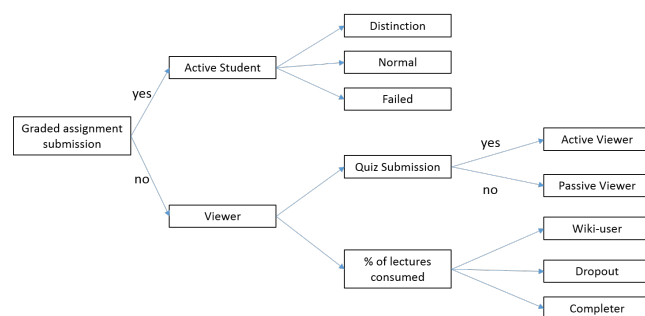 Distinction
Active Student
Normal
yes
Failed
Graded assignment
submission
yes
Active Viewer
Quiz Submission
no
no
Passive Viewer
Viewer
Wiki-user
% of lectures
consumed
Dropout
Completer